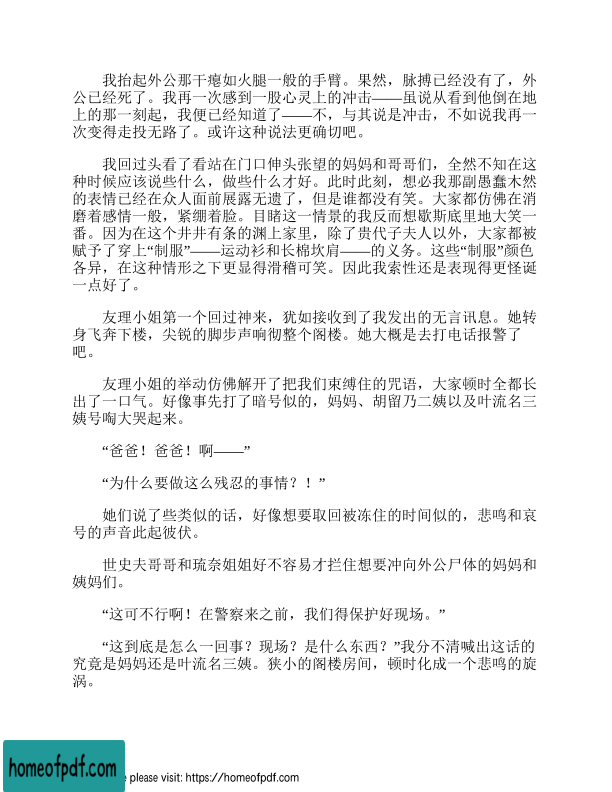 我抬起外公那干瘪如火腿一般的手臂。果然，脉搏已经没有了，外
公已经死了。我再一次感到一股心灵上的冲击——虽说从看到他倒在地
上的那一刻起，我便已经知道了——不，与其说是冲击，不如说我再一
次变得走投无路了。或许这种说法更确切吧。
我回过头看了看站在门口伸头张望的妈妈和哥哥们，全然不知在这
种时候应该说些什么，做些什么才好。此时此刻，想必我那副愚蠢木然
的表情已经在众人面前展露无遗了，但是谁都没有笑。大家都仿佛在消
磨着感情一般，紧绷着脸。目睹这一情景的我反而想歇斯底里地大笑一
番。因为在这个井井有条的渊上家里，除了贵代子夫人以外，大家都被
赋予了穿上“制服”——运动衫和长棉坎肩——的义务。这些“制服”颜色
各异，在这种情形之下更显得滑稽可笑。因此我索性还是表现得更怪诞
一点好了。
友理小姐第一个回过神来，犹如接收到了我发出的无言讯息。她转
身飞奔下楼，尖锐的脚步声响彻整个阁楼。她大概是去打电话报警了
吧。
友理小姐的举动仿佛解开了把我们束缚住的咒语，大家顿时全都长
出了一口气。好像事先打了暗号似的，妈妈、胡留乃二姨以及叶流名三
姨号啕大哭起来。
“爸爸！爸爸！啊——”
“为什么要做这么残忍的事情？！”
她们说了些类似的话，好像想要取回被冻住的时间似的，悲鸣和哀
号的声音此起彼伏。
世史夫哥哥和琉奈姐姐好不容易才拦住想要冲向外公尸体的妈妈和
姨妈们。
“这可不行啊！在警察来之前，我们得保护好现场。”
“这到底是怎么一回事？现场？是什么东西？”我分不清喊出这话的
究竟是妈妈还是叶流名三姨。狭小的阁楼房间，顿时化成一个悲鸣的旋
涡。
homeofpdf.com
e please visit: https://homeofpdf.com